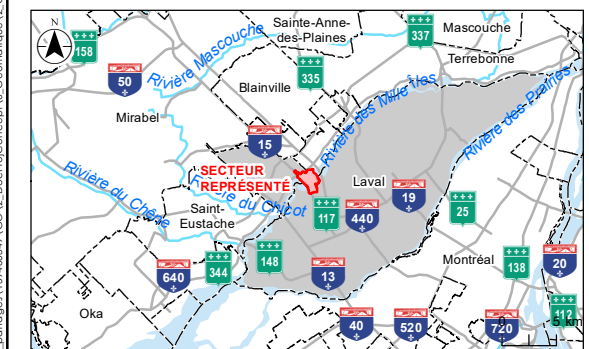 N
158
50
Rivière Mascouche
Sainte-Anne-
des-Plaines
337
Mascouche
Terrebonne
335
Blainville
Mirabel
Rivière des Mille Îles
Rivière des Prairies
15
SECTEUR
REPRÉSENTÉ
Laval
19
Rivière du Chêne
Rivière du Chicot
Saint-
Eustache
117
440
25
148
344
640
13
Montréal
138
20
Oka
40
520
720
112
0
5 km